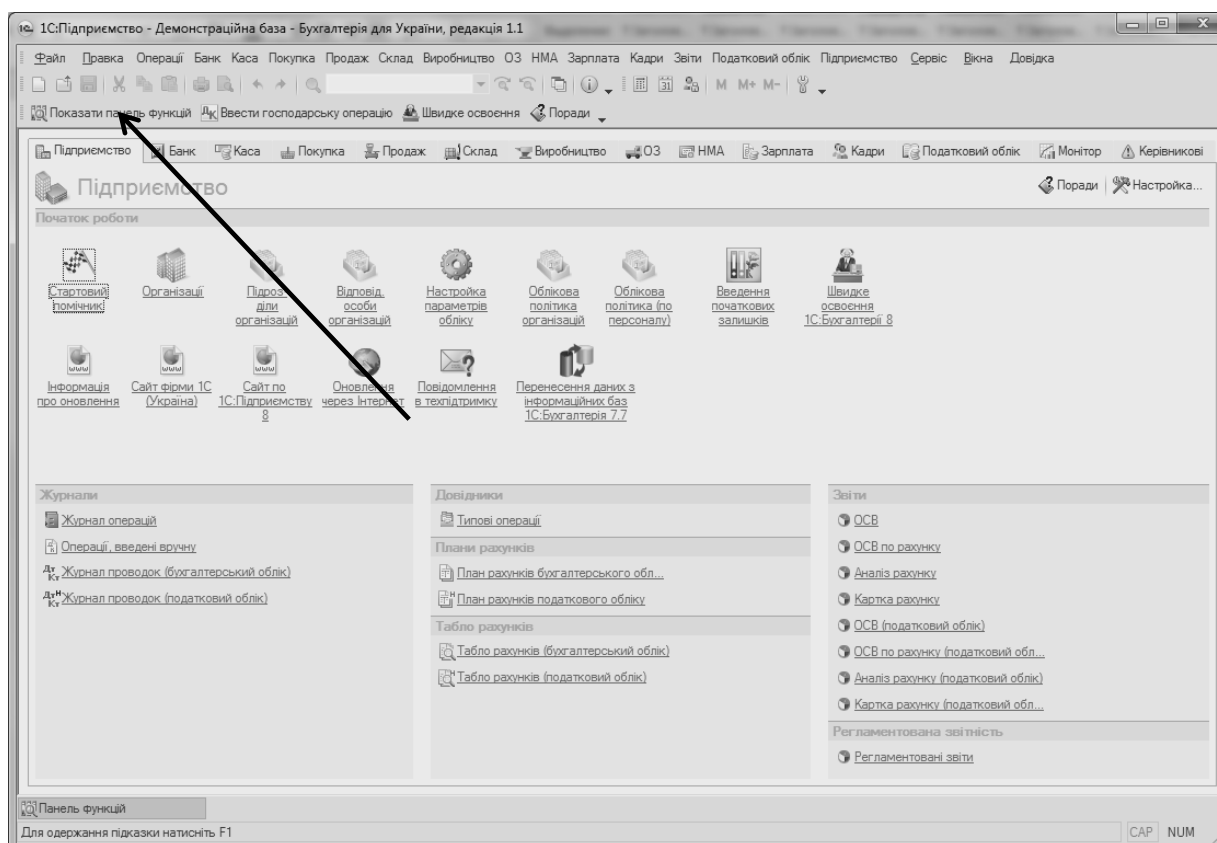 1С:Підприємство - Демонстраційна база - Бухгалтерія для України, редакція 1.1
Файл Правка Операції Банк Каса Покупка Продаж Склад Виробництво ОЗ НМА Зарплата Кадри Звіти Податковий облік Підприємство Сервіс Вікна Довідка
M M+ M-
Показати панель функцій Ввести господарську операцію Швидке освоєння Поради
Підприємство Банк Каса Покупка Продаж Склад Виробництво ОЗ НМА Зарплата Кадри Податковий облік Монітор Керівникові
Підприємство Поради Настройка...
Початок роботи
Стартовий помічник
Організації
Підроз-
діли
організацій
Відповід.
особи
організацій
Настройка
параметрів
обліку
Облікова
політика
організацій
Облікова
політика (по
персоналу)
Введення
початкових
залишків
Швидке
освоєння
1С:Бухгалтерії 8
Інформація
про оновлення
Сайт фірми 1С
(Україна)
Сайт по
1С:Підприємству
8
Оновлення
через Інтернет
Повідомлення
в техпідтримку
Перенесення даних з
інформаційних баз
1С:Бухгалтерія 7.7
Журнали
Журнал операцій
Операції, введені вручну
Журнал проводок (бухгалтерський облік)
Журнал проводок (податковий облік)
Довідники
Типові операції
Плани рахунків
План рахунків бухгалтерського обл...
План рахунків податкового обліку
Табло рахунків
Табло рахунків (бухгалтерський облік)
Табло рахунків (податковий облік)
Звіти
ОСВ
ОСВ по рахунку
Аналіз рахунку
Картка рахунку
ОСВ (податковий облік)
ОСВ по рахунку (податковий обл...
Аналіз рахунку (податковий облік)
Картка рахунку (податковий обл...
Регламентована звітність
Регламентовані звіти
Панель функцій
Для одержання підказки натисніть F1
CAP NUM